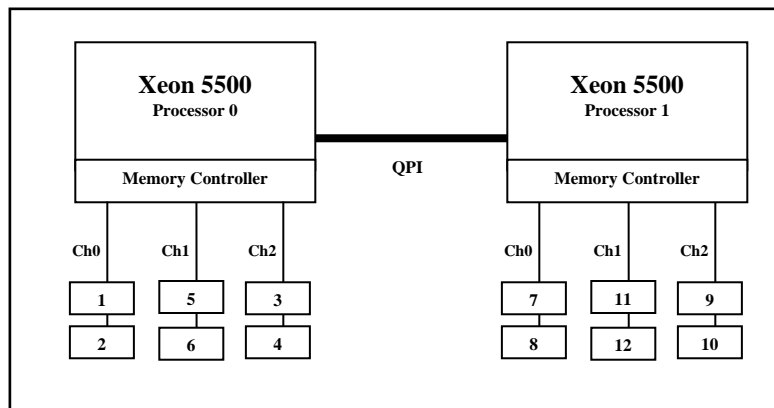 Xeon 5500
Processor 0
Xeon 5500
Processor 1
QPI
Memory Controller
Memory Controller
Ch0 Ch1 Ch2
Ch0 Ch1 Ch2
1 5 3
2 6 4
7 11 9
8 12 10